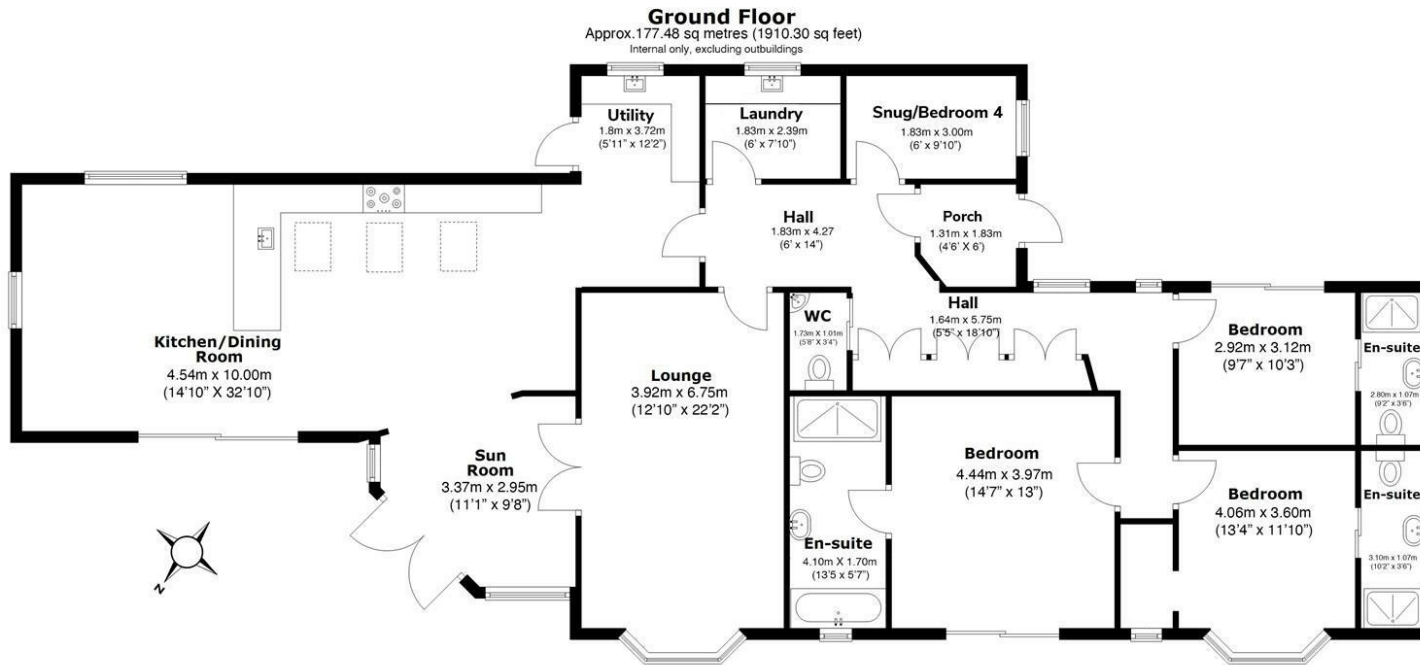 Ground Floor
Approx.177.48 sq metres (1910.30 sq feet)
Internal only, excluding outbuildings
Utility
1.8m x 3.72m
(5'11" x 12'2")
Laundry
1.83m x 2.39m
(6' x 7'10")
Snug/Bedroom 4
1.83m x 3.00m
(6' x 9'10")
Hall
1.83m x 4.27
(6' x 14")
Porch
1.31m x 1.83m
(4'6' X 6')
Kitchen/Dining
Room
4.54m x 10.00m
(14'10" X 32'10")
Lounge
3.92m x 6.75m
(12'10" x 22'2")
WC
1.73m X 1.01m
(5'8" X 3'4")
Hall
1.64m x 5.75m
(5'5" x 18'10")
Bedroom
2.92m x 3.12m
(9'7" x 10'3")
En-suite
2.80m x 1.07m
(9'2" x 3'6")
Sun
Room
3.37m x 2.95m
(11'1" x 9'8")
En-suite
4.10m X 1.70m
(13'5 x 5'7")
Bedroom
4.44m x 3.97m
(14'7" x 13")
Bedroom
4.06m x 3.60m
(13'4" x 11'10")
En-suite
3.10m x 1.07m
(10'2" x 3'6")
N